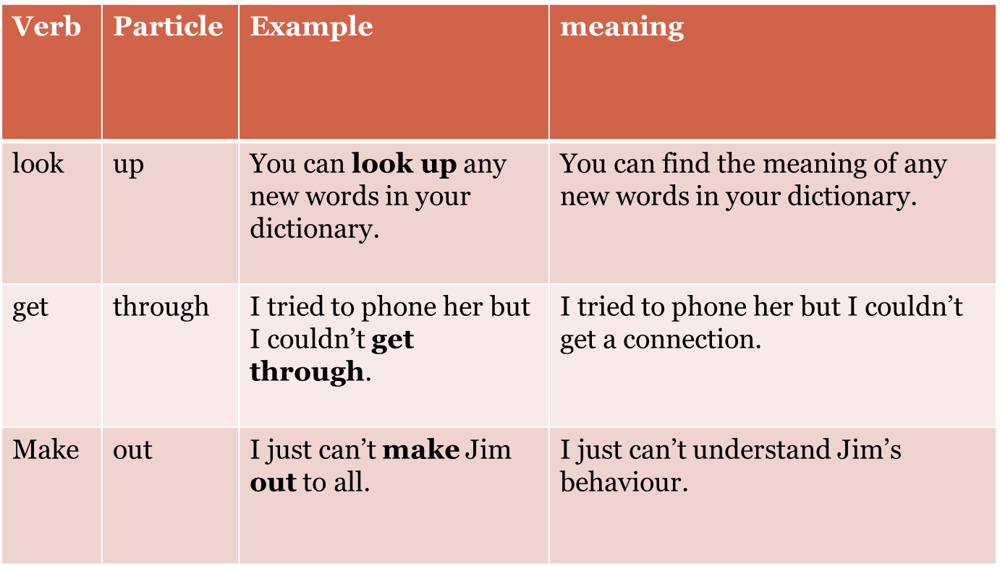 Verb Particle Example meaning
look up You can look up any You can find the meaning of any
new words in your new words in your dictionary.
dictionary.
get through I tried to phone her but I tried to phone her but I couldn’t
I couldn’t get get a connection.
through.
Make out I just can’t make Jim I just can’t understand Jim’s
out to all. behaviour.